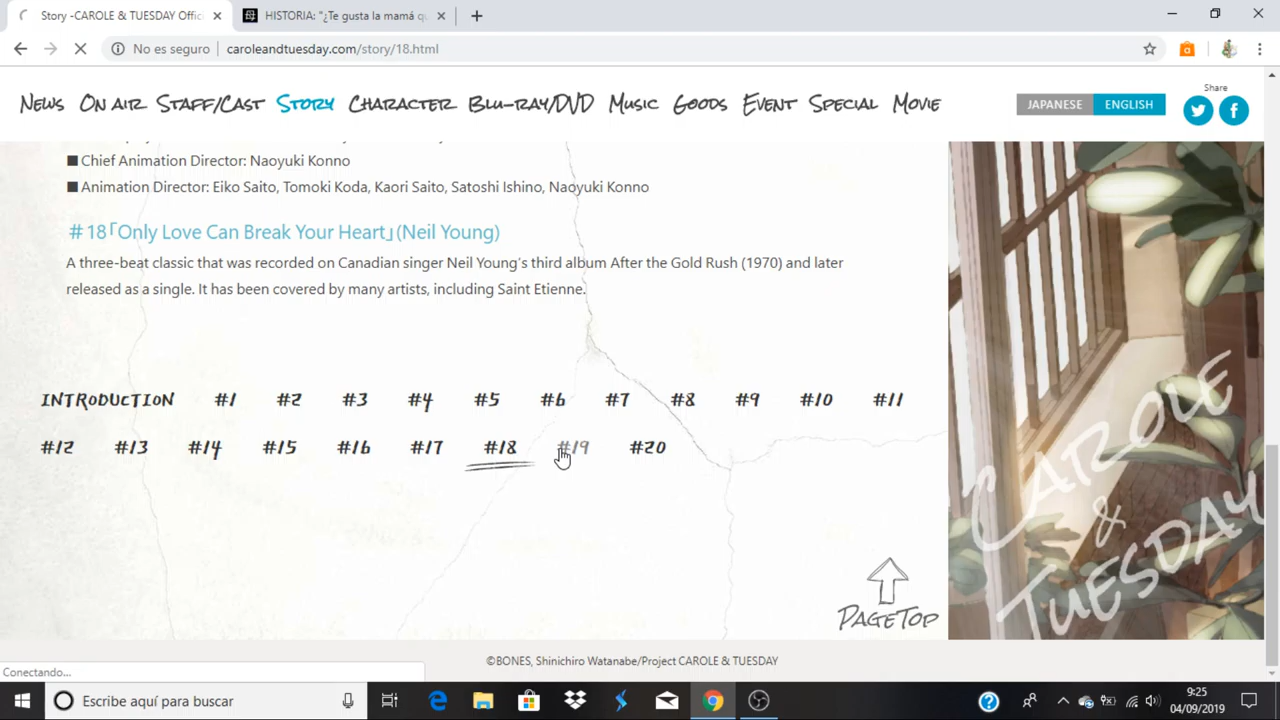 Story -CAROLE & TUESDAY Offici
HISTORIA: "¿Te gusta la mamá qu
No es seguro
caroleandtuesday.com/story/18.html
News On air Staff/Cast Story Character Blu-ray/DVD Music Goods Event Special Movie
JAPANESE ENGLISH
Share
■ Chief Animation Director: Naoyuki Konno
■ Animation Director: Eiko Saito, Tomoki Koda, Kaori Saito, Satoshi Ishino, Naoyuki Konno
#18「Only Love Can Break Your Heart」(Neil Young)
A three-beat classic that was recorded on Canadian singer Neil Young's third album After the Gold Rush (1970) and later
released as a single. It has been covered by many artists, including Saint Etienne.
INTRODUCTION #1 #2 #3 #4 #5 #6 #7 #8 #9 #10 #11
#12 #13 #14 #15 #16 #17 #18 #19 #20
CAROLE
&
TUESDAY
PageTop
©BONES, Shinichiro Watanabe/Project CAROLE & TUESDAY
Conectando...
Escribe aquí para buscar
9:25
04/09/2019